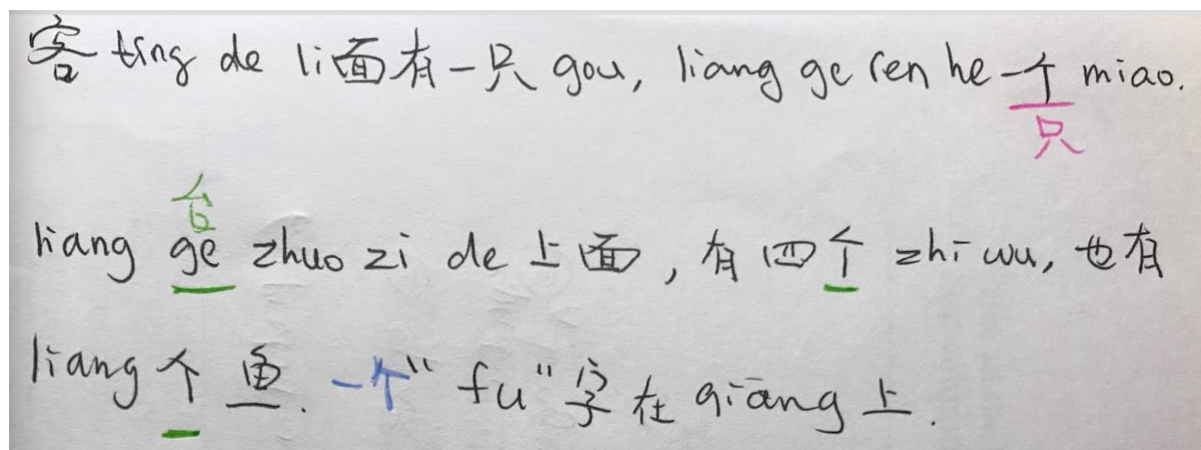 客 ting de li面有一只 gou, liang ge ren he 一个 miao.
只
台
liang ge zhuo zi de 上面, 有四个 zhi wu, 也有
liang 个 鱼. 一个 "fu" 字在 qiāng 上.